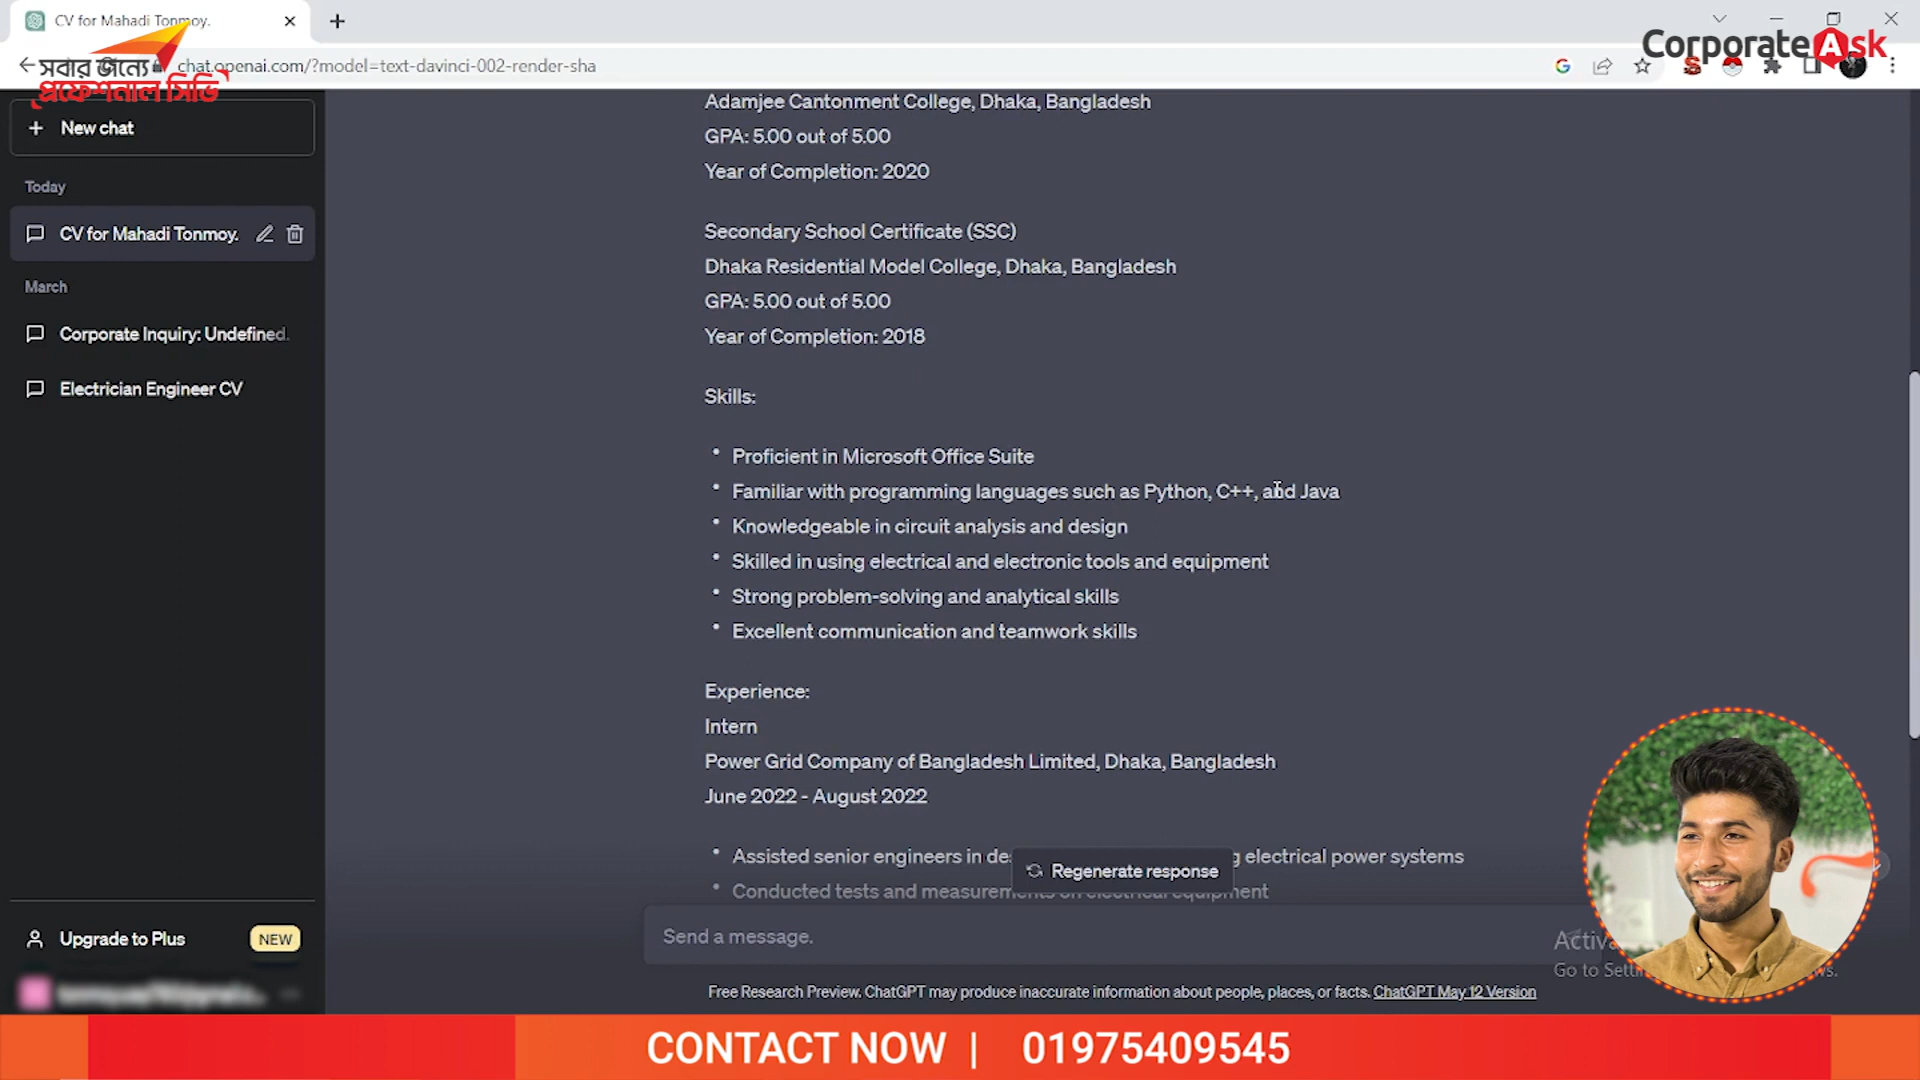 CV for Mahadi Tonmoy.
CorporateAsk
সবার জন্যে
প্রফেশনাল সিভি
chat.openai.com/?model=text-davinci-002-render-sha
New chat
Today
CV for Mahadi Tonmoy.
March
Corporate Inquiry: Undefined.
Electrician Engineer CV
Upgrade to Plus
NEW
Adamjee Cantonment College, Dhaka, Bangladesh
GPA: 5.00 out of 5.00
Year of Completion: 2020
Secondary School Certificate (SSC)
Dhaka Residential Model College, Dhaka, Bangladesh
GPA: 5.00 out of 5.00
Year of Completion: 2018
Skills:
Proficient in Microsoft Office Suite
Familiar with programming languages such as Python, C++, and Java
Knowledgeable in circuit analysis and design
Skilled in using electrical and electronic tools and equipment
Strong problem-solving and analytical skills
Excellent communication and teamwork skills
Experience:
Intern
Power Grid Company of Bangladesh Limited, Dhaka, Bangladesh
June 2022 - August 2022
Assisted senior engineers in electrical power systems
Regenerate response
Conducted tests and measurements on electrical equipment
Send a message.
Go to
Free Research Preview. ChatGPT may produce inaccurate information about people, places, or facts. ChatGPT May 12 Version
CONTACT NOW | 01975409545